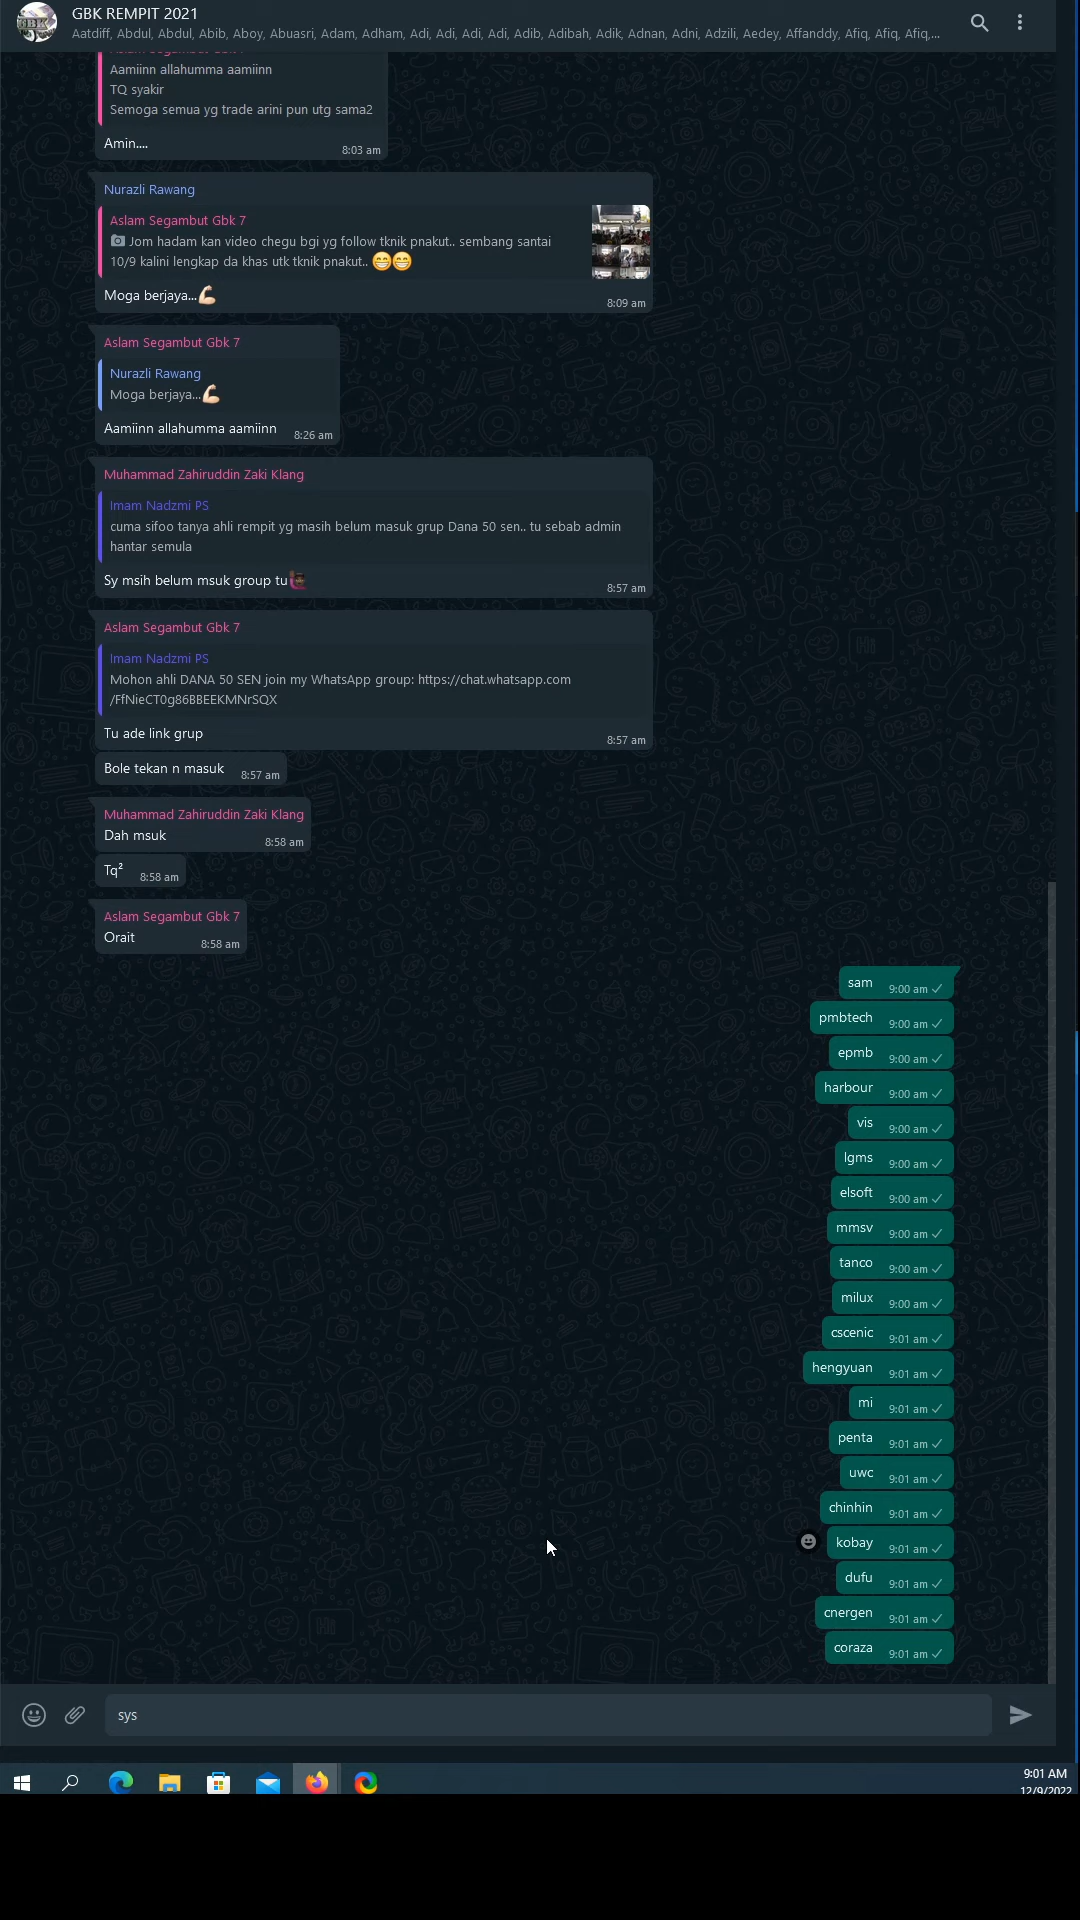 GBK REMPIT 2021
Aatdiff, Abdul, Abdul, Abib, Aboy, Abuasri, Adam, Adham, Adi, Adi, Adi, Adi, Adib, Adibah, Adik, Adnan, Adni, Adzili, Aedey, Affanddy, Afiq, Afiq, Afiq,...
Aslam Segambut Gbk 7
Aamiinn allahumma aamiinn
TQ syakir
Semoga semua yg trade arini pun utg sama2
Amin....
8:03 am
Nurazli Rawang
Aslam Segambut Gbk 7
Jom hadam kan video chegu bgi yg follow tknik pnakut.. sembang santai
10/9 kalini lengkap da khas utk tknik pnakut.. 😁😁
Moga berjaya...💪🏻
8:09 am
Aslam Segambut Gbk 7
Nurazli Rawang
Moga berjaya...💪🏻
Aamiinn allahumma aamiinn 8:26 am
Muhammad Zahiruddin Zaki Klang
Imam Nadzmi PS
cuma sifoo tanya ahli rempit yg masih belum masuk grup Dana 50 sen.. tu sebab admin
hantar semula
Sy msih belum msuk group tu
8:57 am
Aslam Segambut Gbk 7
Imam Nadzmi PS
Mohon ahli DANA 50 SEN join my WhatsApp group: https://chat.whatsapp.com
/FfNieCT0g86BBEEKMNrSQX
Tu ade link grup
8:57 am
Bole tekan n masuk 8:57 am
Muhammad Zahiruddin Zaki Klang
Dah msuk
8:58 am
Tq² 8:58 am
Aslam Segambut Gbk 7
Orait 8:58 am
sam 9:00 am
pmbtech 9:00 am
epmb 9:00 am
harbour 9:00 am
vis 9:00 am
lgms 9:00 am
elsoft 9:00 am
mmsv 9:00 am
tanco 9:00 am
milux 9:00 am
cscenic 9:01 am
hengyuan 9:01 am
mi 9:01 am
penta 9:01 am
uwc 9:01 am
chinhin 9:01 am
kobay 9:01 am
dufu 9:01 am
cnergen 9:01 am
coraza 9:01 am
sys
9:01 AM
12/9/2022